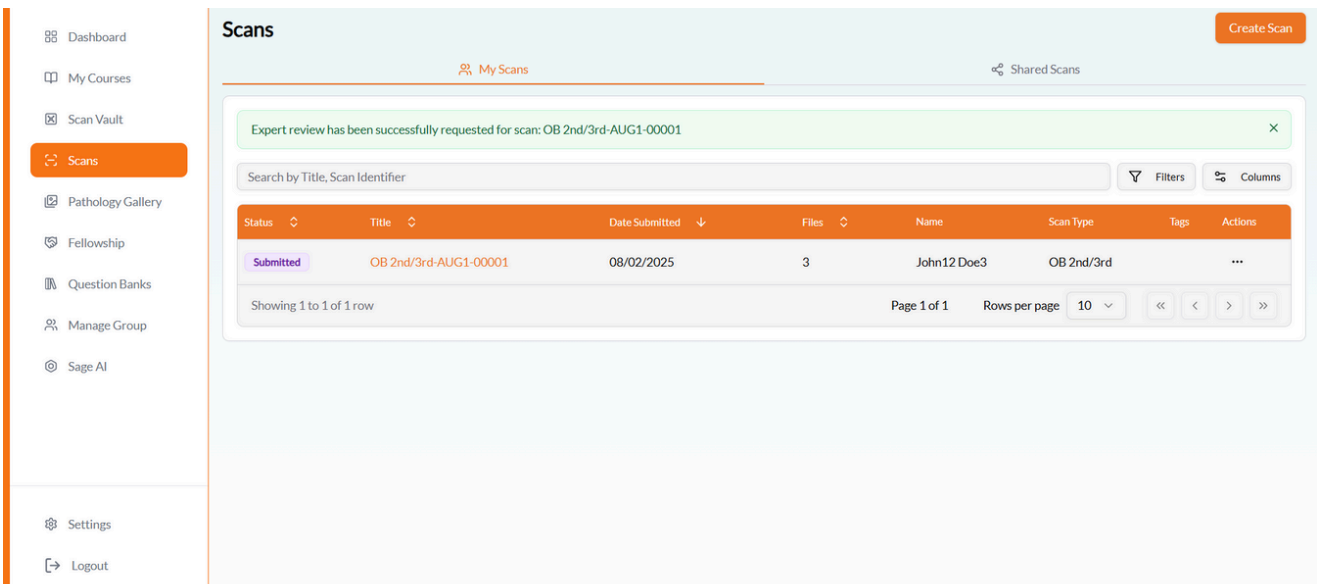 Dashboard
My Courses
Scan Vault
Scans
Pathology Gallery
Fellowship
Question Banks
Manage Group
Sage AI
Settings
Logout
Scans
Create Scan
My Scans
Shared Scans
Expert review has been successfully requested for scan: OB 2nd/3rd-AUG1-00001
Search by Title, Scan Identifier
Filters
Columns
Status Title Date Submitted Files Name Scan Type Tags Actions
Submitted OB 2nd/3rd-AUG1-00001 08/02/2025 3 John12 Doe3 OB 2nd/3rd
Showing 1 to 1 of 1 row Page 1 of 1 Rows per page 10